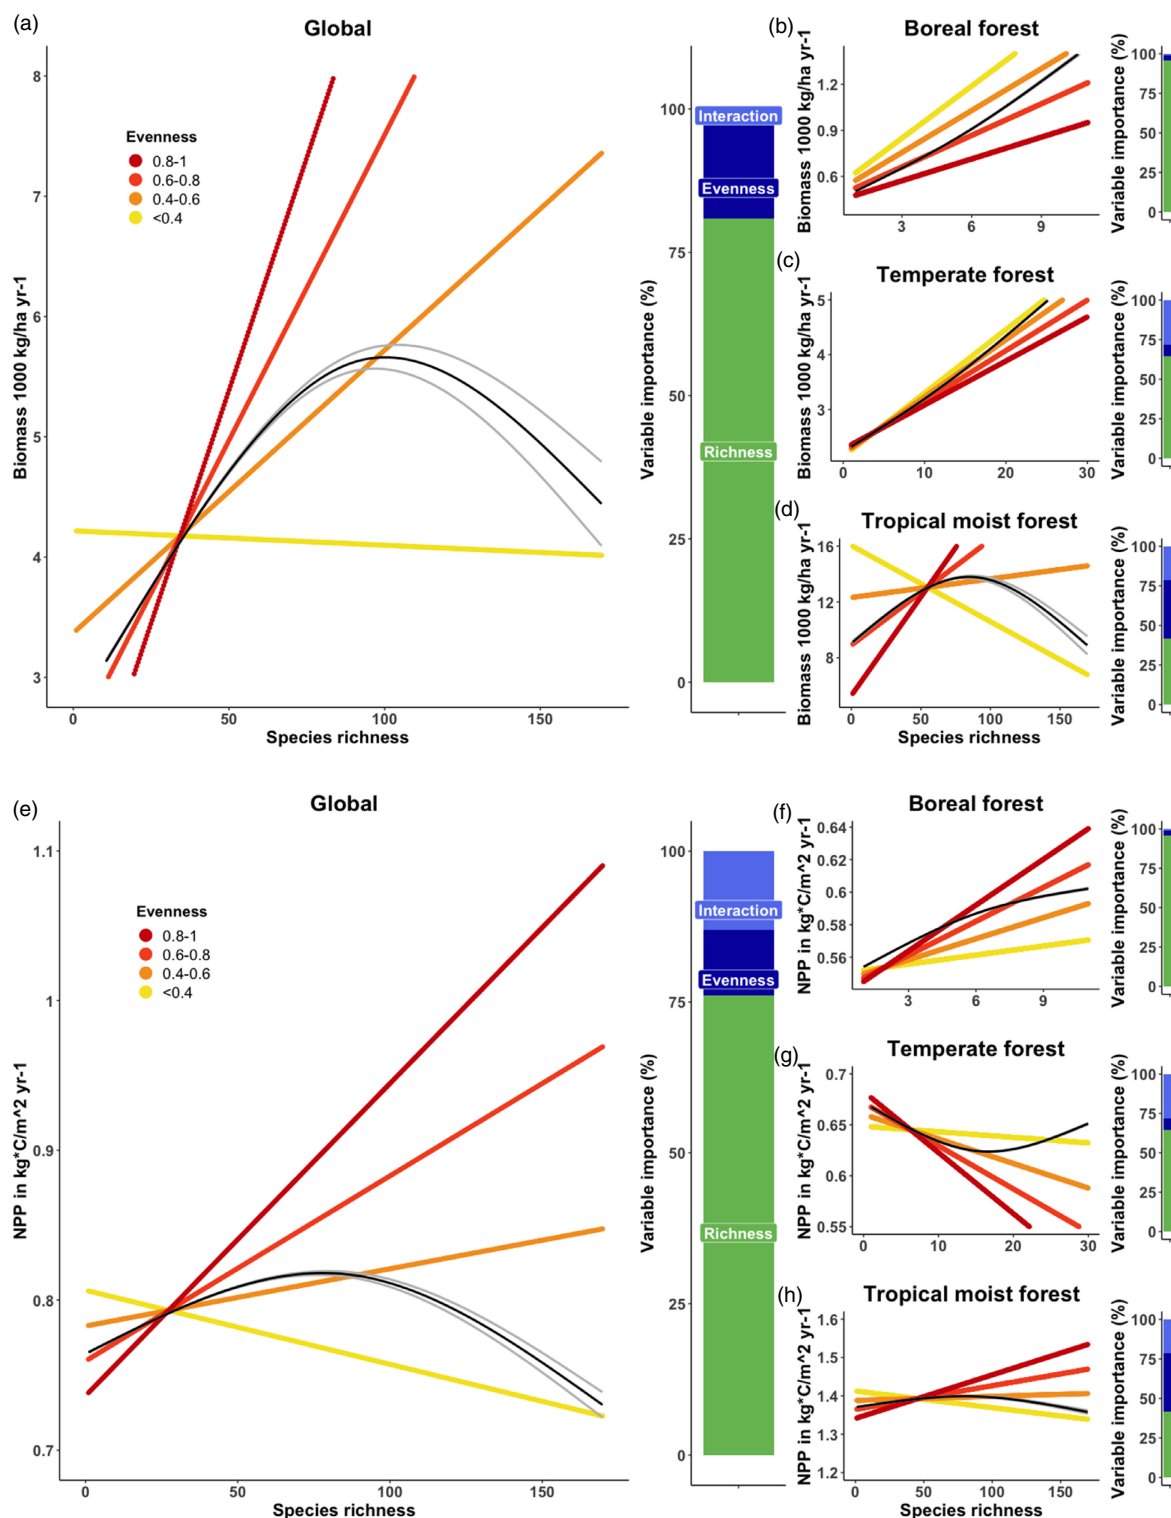 (a)
Global
Biomass 1000 kg/ha yr-1
8
7
6
5
4
3
Evenness
0.8-1
0.6-0.8
0.4-0.6
<0.4
0
50
100
150
Species richness
Variable importance (%)
100
75
50
25
0
Interaction
Evenness
Richness
(b)
Boreal forest
Biomass 1000 kg/ha yr-1
1.2
0.9
0.6
3
6
9
Variable importance (%)
100
75
50
25
0
(c)
Temperate forest
Biomass 1000 kg/ha yr-1
5
4
3
0
10
20
30
Variable importance (%)
100
75
50
25
0
(d)
Tropical moist forest
Biomass 1000 kg/ha yr-1
16
12
8
0
50
100
150
Species richness
Variable importance (%)
100
75
50
25
0
(e)
Global
NPP in kg*C/m^2 yr-1
1.1
1
0.9
0.8
0.7
Evenness
0.8-1
0.6-0.8
0.4-0.6
<0.4
0
50
100
150
Species richness
Variable importance (%)
100
75
50
25
0
Interaction
Evenness
Richness
(f)
Boreal forest
NPP in kg*C/m^2 yr-1
0.64
0.62
0.6
0.58
0.56
3
6
9
Variable importance (%)
100
75
50
25
0
(g)
Temperate forest
NPP in kg*C/m^2 yr-1
0.7
0.65
0.6
0.55
0
10
20
30
Variable importance (%)
100
75
50
25
0
(h)
Tropical moist forest
NPP in kg*C/m^2 yr-1
1.6
1.5
1.4
1.3
1.2
0
50
100
150
Species richness
Variable importance (%)
100
75
50
25
0